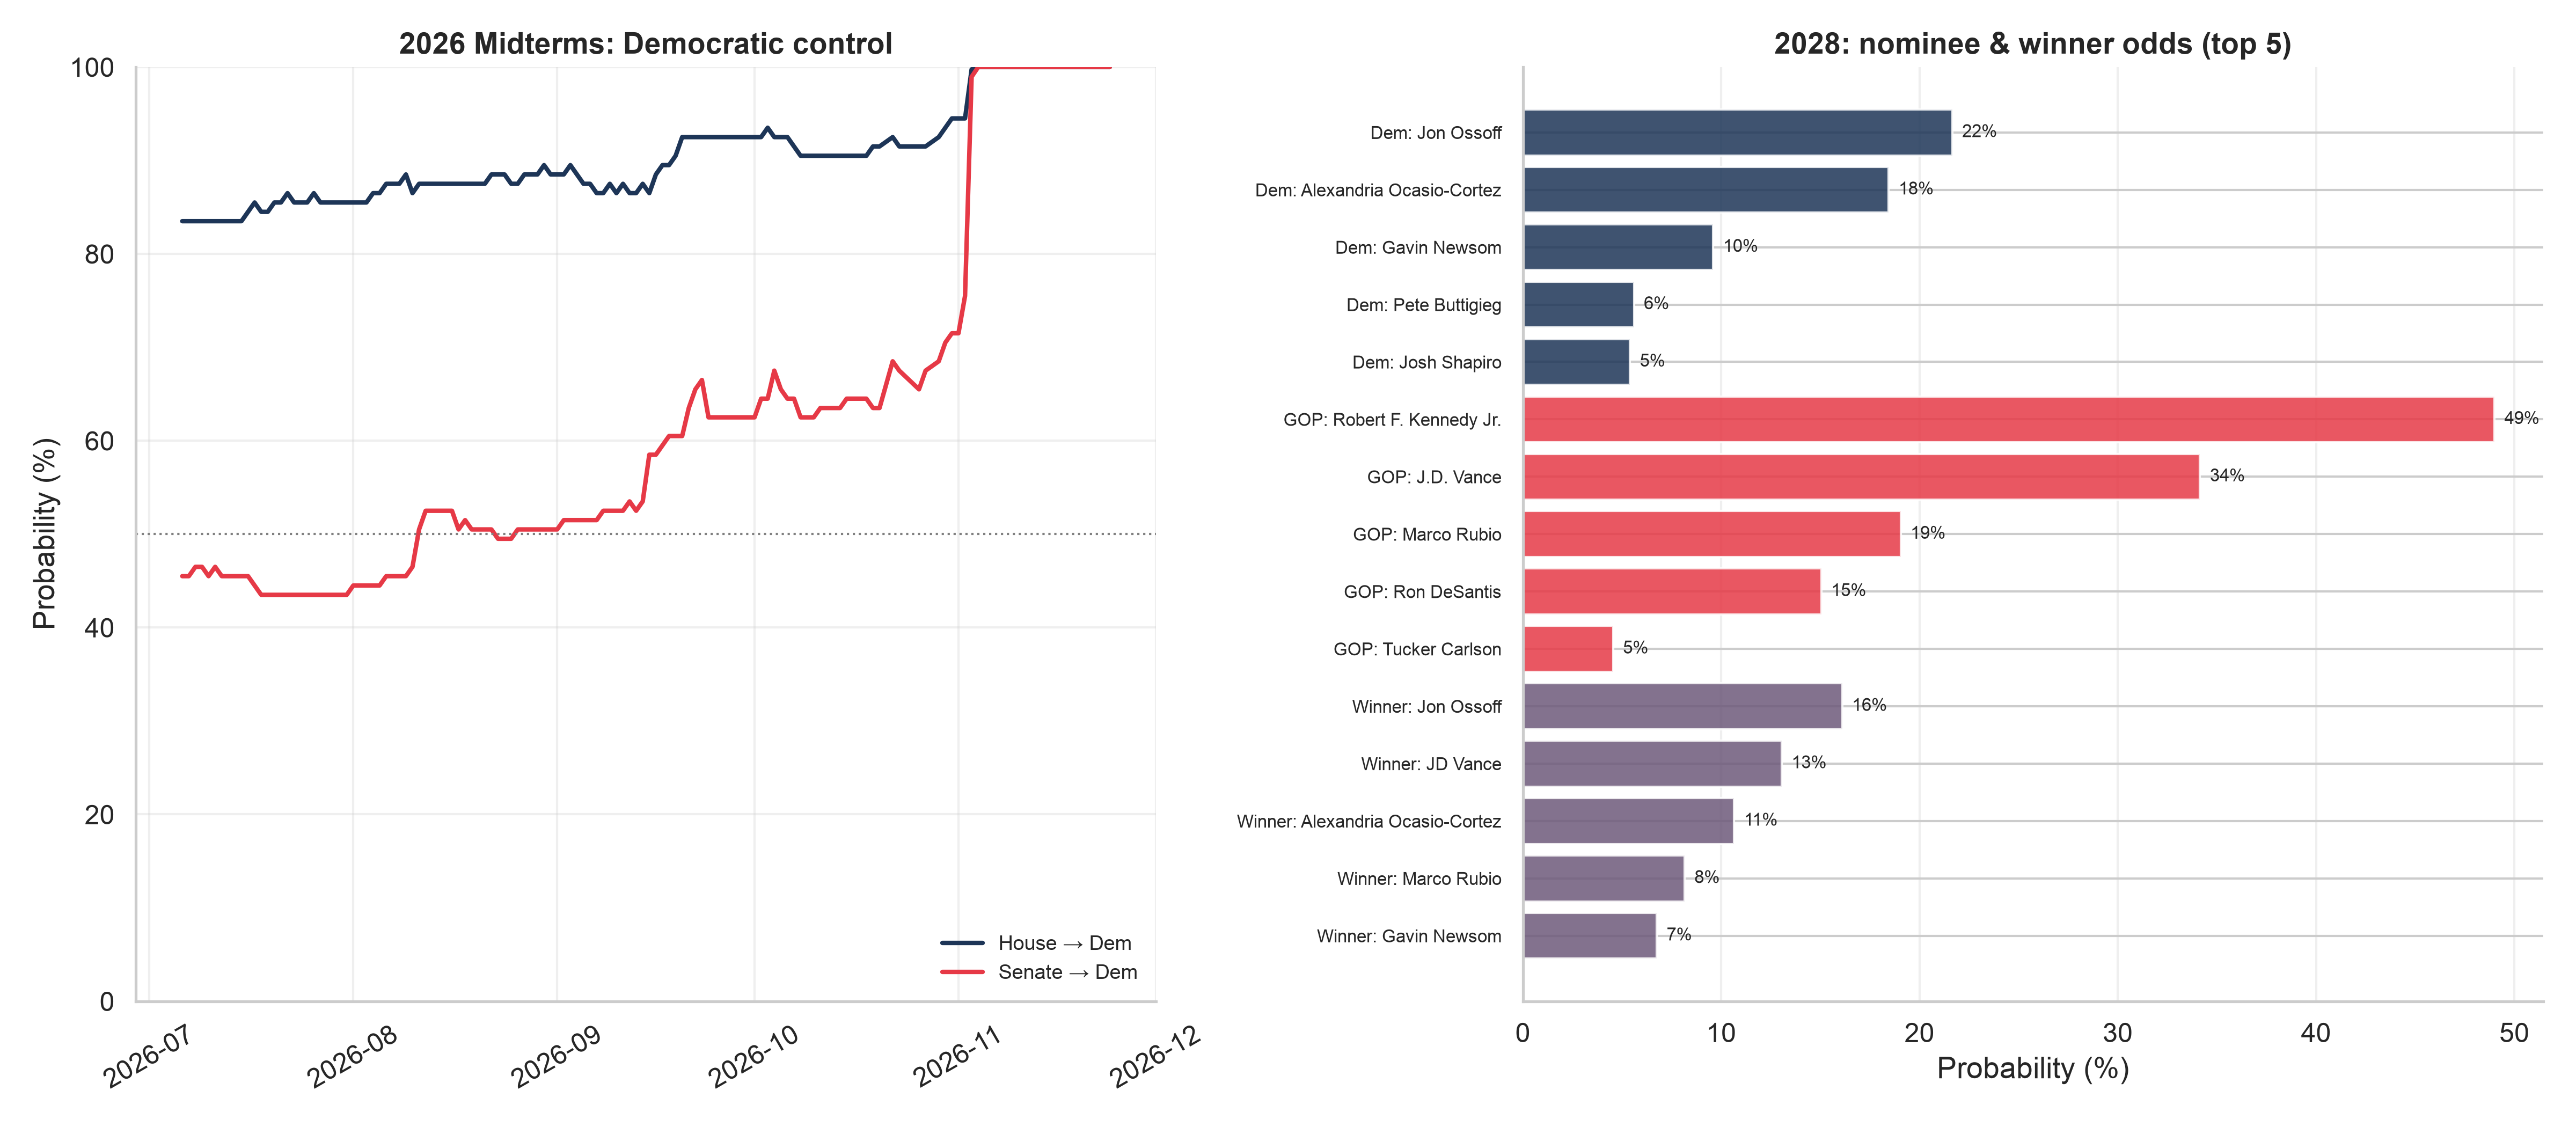 2026 Midterms: Democratic control
Probability (%)
100
80
60
40
20
0
2026-07
2026-08
2026-09
2026-10
2026-11
2026-12
House → Dem
Senate → Dem
2028: nominee & winner odds (top 5)
Dem: Jon Ossoff 22%
Dem: Alexandria Ocasio-Cortez 18%
Dem: Gavin Newsom 10%
Dem: Pete Buttigieg 6%
Dem: Josh Shapiro 5%
GOP: Robert F. Kennedy Jr. 49%
GOP: J.D. Vance 34%
GOP: Marco Rubio 19%
GOP: Ron DeSantis 15%
GOP: Tucker Carlson 5%
Winner: Jon Ossoff 16%
Winner: JD Vance 13%
Winner: Alexandria Ocasio-Cortez 11%
Winner: Marco Rubio 8%
Winner: Gavin Newsom 7%
0 10 20 30 40 50
Probability (%)